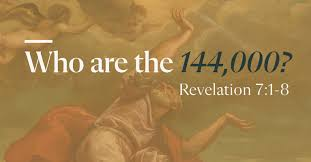 Who are the 144,000?
Revelation 7:1-8